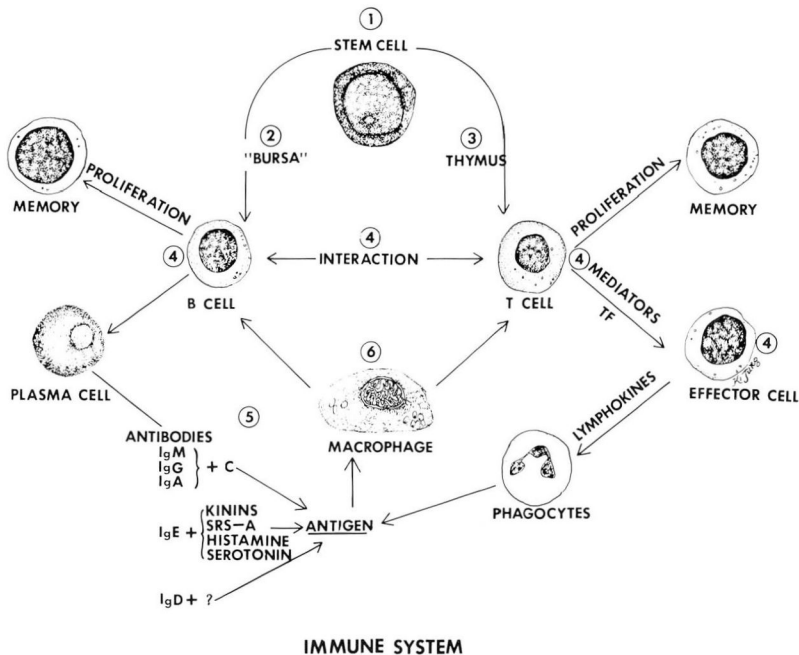 ①
STEM CELL
②
"BURSA"
③
THYMUS
MEMORY
PROLIFERATION
PROLIFERATION
MEMORY
④
B CELL
④
INTERACTION
T CELL
④ MEDIATORS
TF
④
PLASMA CELL
⑥
MACROPHAGE
EFFECTOR CELL
LYMPHOKINES
PHAGOCYTES
⑤
ANTIBODIES
IgM
IgG
IgA
+ C
IgE +
KININS
SRS-A
HISTAMINE
SEROTONIN
ANTIGEN
IgD + ?
IMMUNE SYSTEM